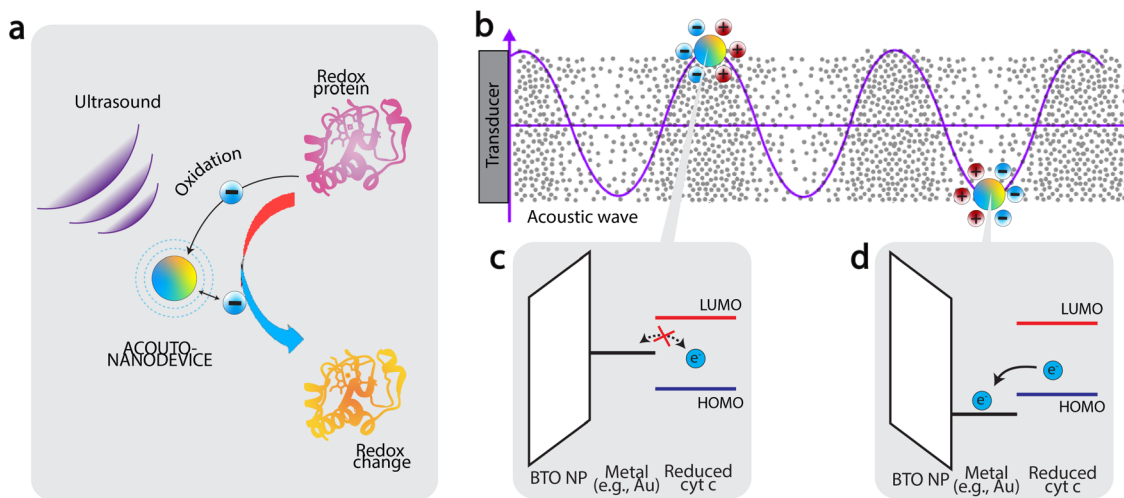 a
Ultrasound
Redox
protein
Oxidation
ACOUTO-
NANODEVICE
Redox
change
b
Transducer
Acoustic wave
c
LUMO
e-
HOMO
BTO NP
Metal
(e.g., Au)
Reduced
cyt c
d
LUMO
e-
e-
HOMO
BTO NP
Metal
(e.g., Au)
Reduced
cyt c